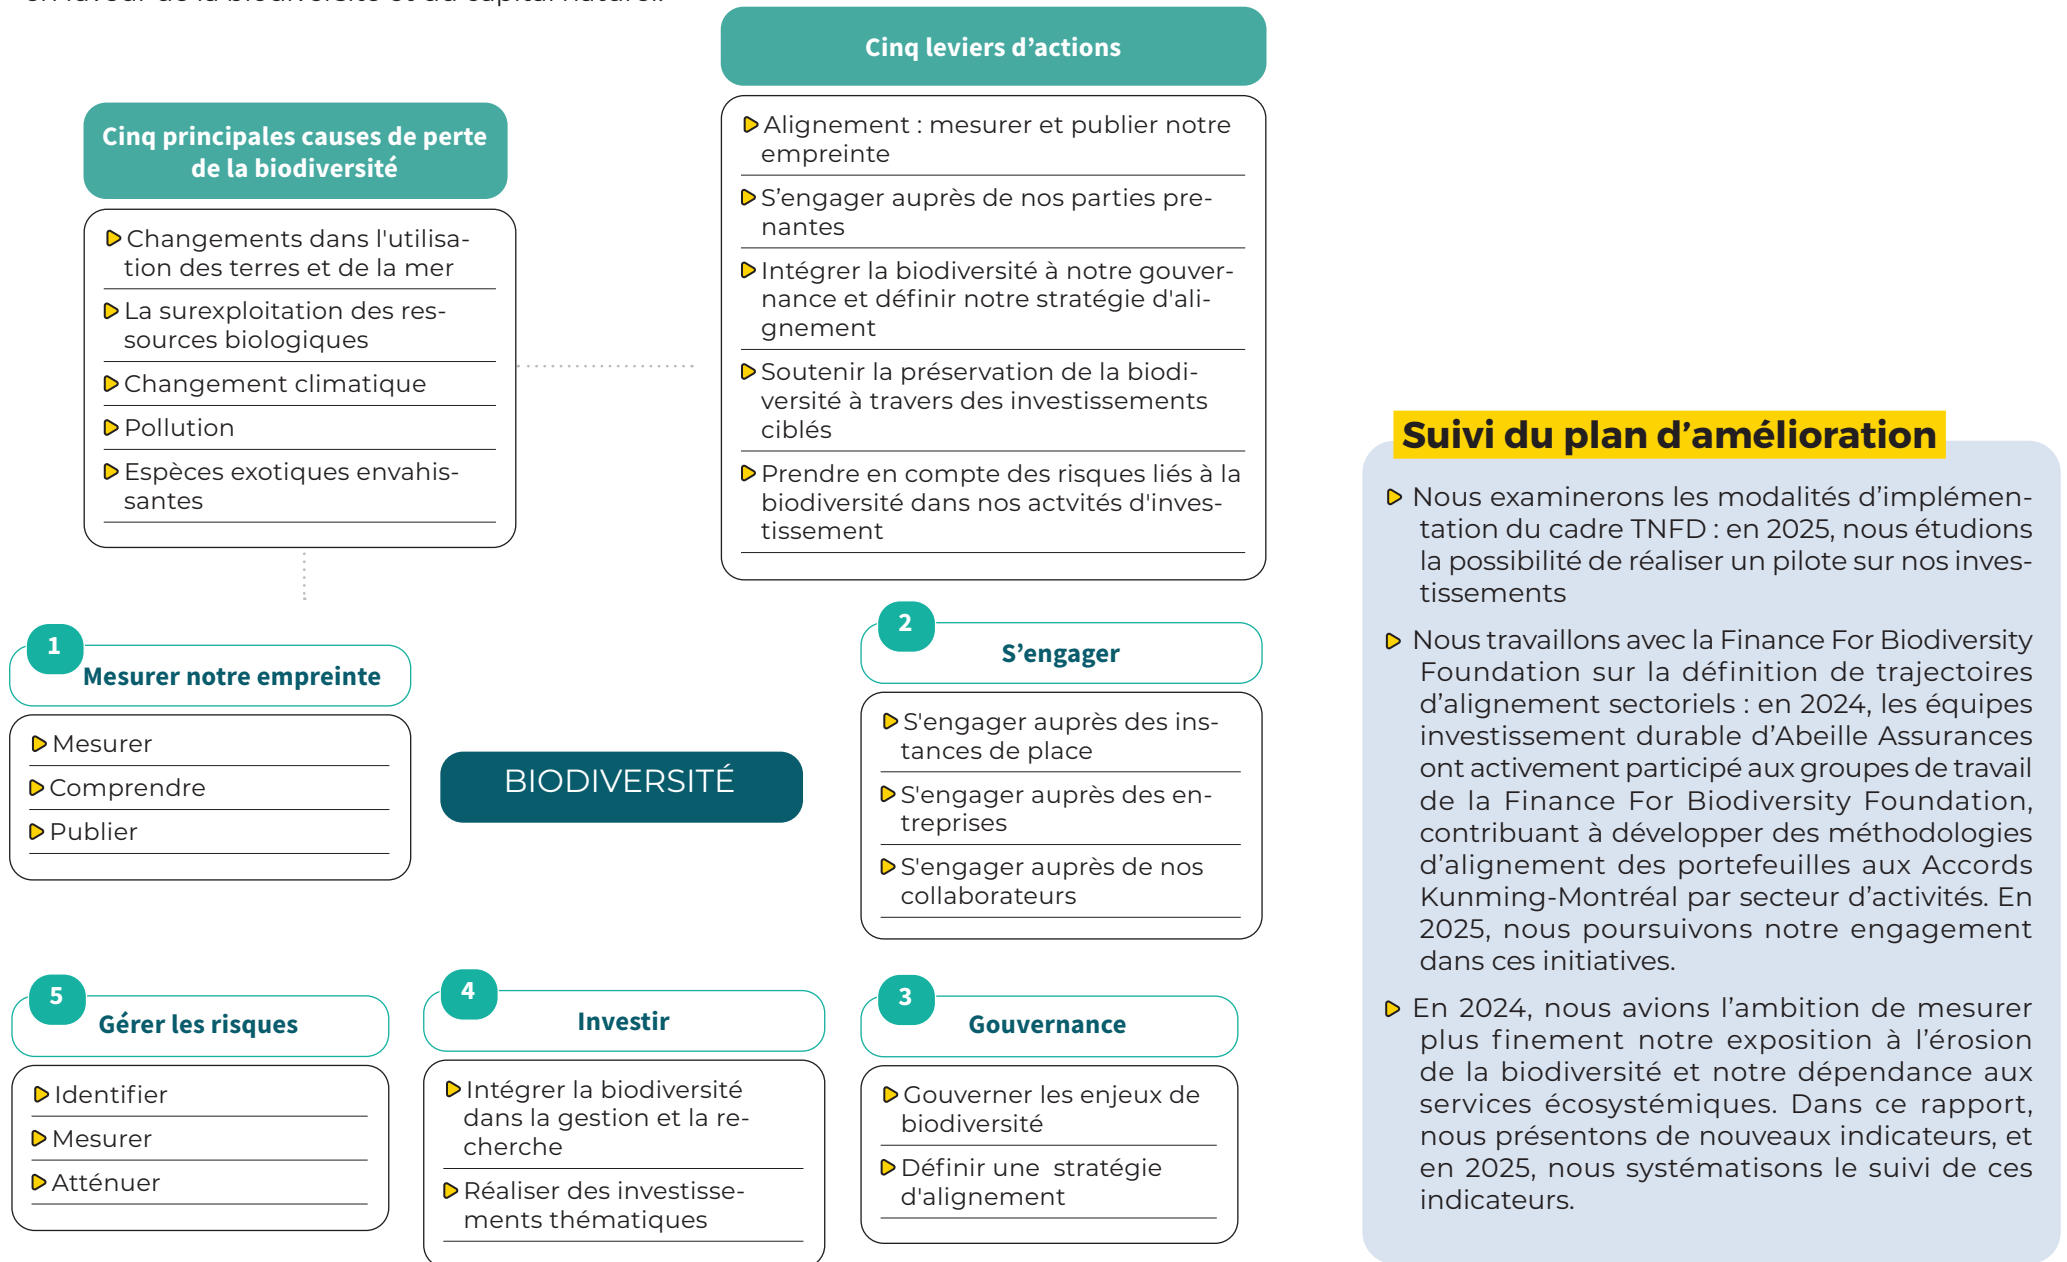 en faveur de la biodiversité et du capital naturel.
Cinq leviers d’actions
Alignement : mesurer et publier notre
empreinte
S’engager auprès de nos parties pre-
nantes
Intégrer la biodiversité à notre gouver-
nance et définir notre stratégie d'ali-
gnement
Soutenir la préservation de la biodi-
versité à travers des investissements
ciblés
Prendre en compte des risques liés à la
biodiversité dans nos actvités d'inves-
tissement
Cinq principales causes de perte
de la biodiversité
Changements dans l'utilisa-
tion des terres et de la mer
La surexploitation des res-
sources biologiques
Changement climatique
Pollution
Espèces exotiques envahis-
santes
1
Mesurer notre empreinte
Mesurer
Comprendre
Publier
BIODIVERSITÉ
2
S’engager
S'engager auprès des ins-
tances de place
S'engager auprès des en-
treprises
S'engager auprès de nos
collaborateurs
5
Gérer les risques
Identifier
Mesurer
Atténuer
4
Investir
Intégrer la biodiversité
dans la gestion et la re-
cherche
Réaliser des investisse-
ments thématiques
3
Gouvernance
Gouverner les enjeux de
biodiversité
Définir une stratégie
d'alignement
Suivi du plan d’amélioration
Nous examinerons les modalités d’implémen-
tation du cadre TNFD : en 2025, nous étudions
la possibilité de réaliser un pilote sur nos inves-
tissements
Nous travaillons avec la Finance For Biodiversity
Foundation sur la définition de trajectoires
d’alignement sectoriels : en 2024, les équipes
investissement durable d’Abeille Assurances
ont activement participé aux groupes de travail
de la Finance For Biodiversity Foundation,
contribuant à développer des méthodologies
d’alignement des portefeuilles aux Accords
Kunming-Montréal par secteur d’activités. En
2025, nous poursuivons notre engagement
dans ces initiatives.
En 2024, nous avions l’ambition de mesurer
plus finement notre exposition à l’érosion
de la biodiversité et notre dépendance aux
services écosystémiques. Dans ce rapport,
nous présentons de nouveaux indicateurs, et
en 2025, nous systématisons le suivi de ces
indicateurs.